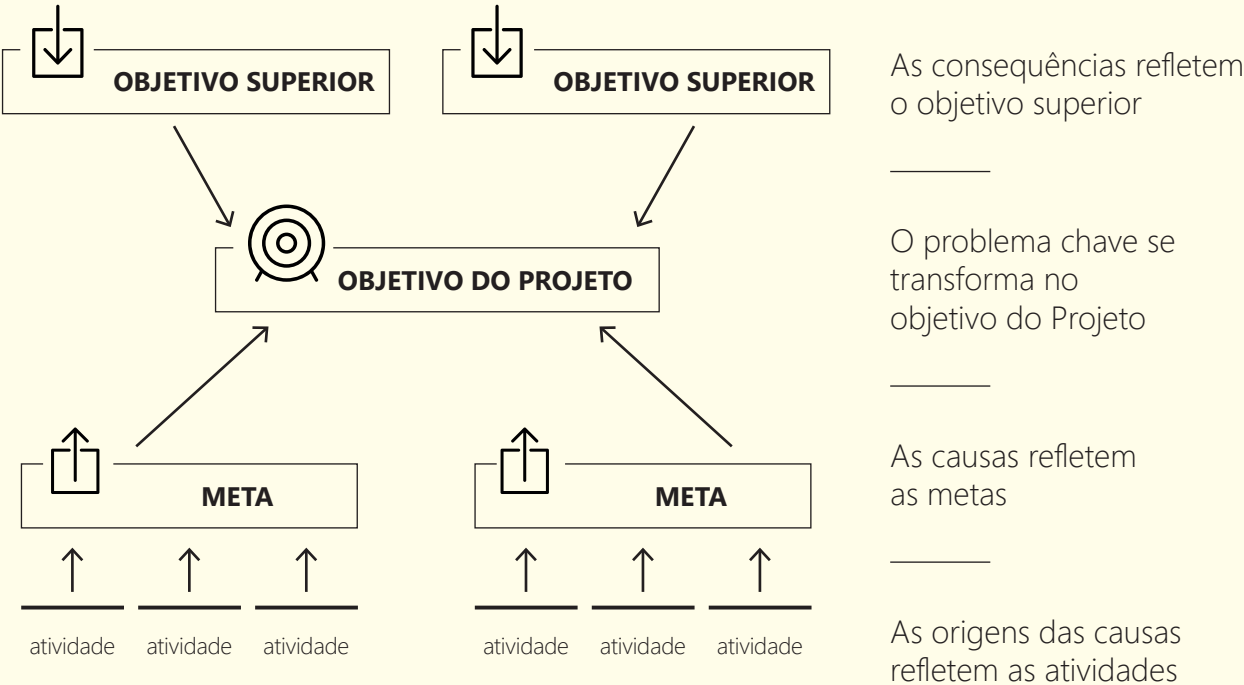 OBJETIVO SUPERIOR
OBJETIVO SUPERIOR
As consequências refletem
o objetivo superior
OBJETIVO DO PROJETO
O problema chave se
transforma no
objetivo do Projeto
META
META
As causas refletem
as metas
atividade
atividade
atividade
atividade
atividade
atividade
As origens das causas
refletem as atividades